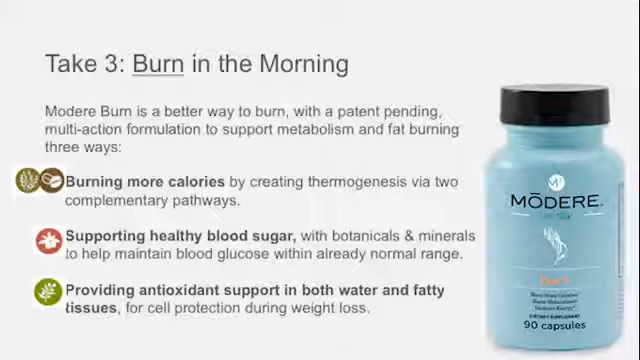 Take 3: Burn in the Morning
Modere Burn is a better way to burn, with a patent pending,
multi-action formulation to support metabolism and fat burning
three ways:
Burning more calories by creating thermogenesis via two
complementary pathways.
Supporting healthy blood sugar, with botanicals & minerals
to help maintain blood glucose within already normal range.
Providing antioxidant support in both water and fatty
tissues, for cell protection during weight loss.
M
MŌDERE.
DIETARY SUPPLEMENT
90 capsules